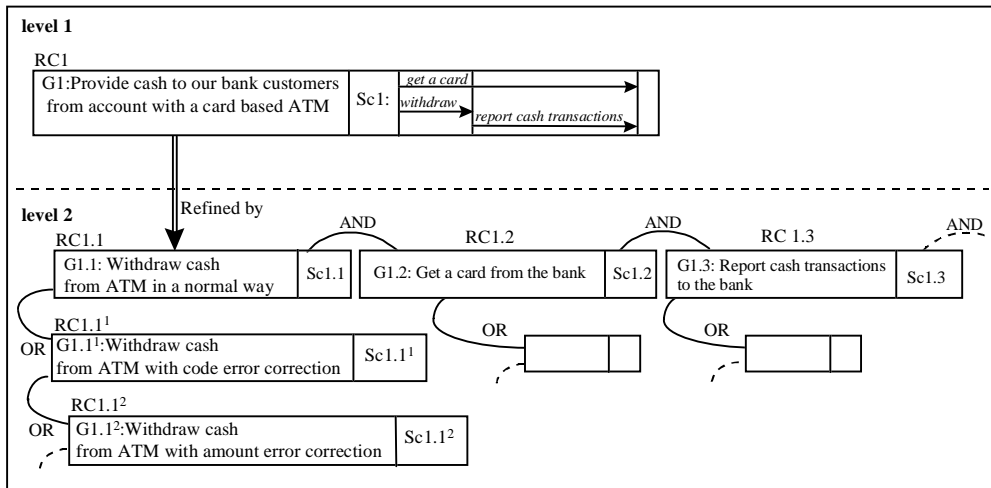 level 1
RC1
G1:Provide cash to our bank customers
from account with a card based ATM
Sc1:
get a card
withdraw
report cash transactions
Refined by
level 2
RC1.1
AND
RC1.2
AND
RC 1.3
AND
G1.1: Withdraw cash
from ATM in a normal way
Sc1.1
G1.2: Get a card from the bank
Sc1.2
G1.3: Report cash transactions
to the bank
Sc1.3
OR
RC1.1¹
G1.1¹:Withdraw cash
from ATM with code error correction
Sc1.1¹
OR
OR
OR
RC1.1²
G1.1²:Withdraw cash
from ATM with amount error correction
Sc1.1²